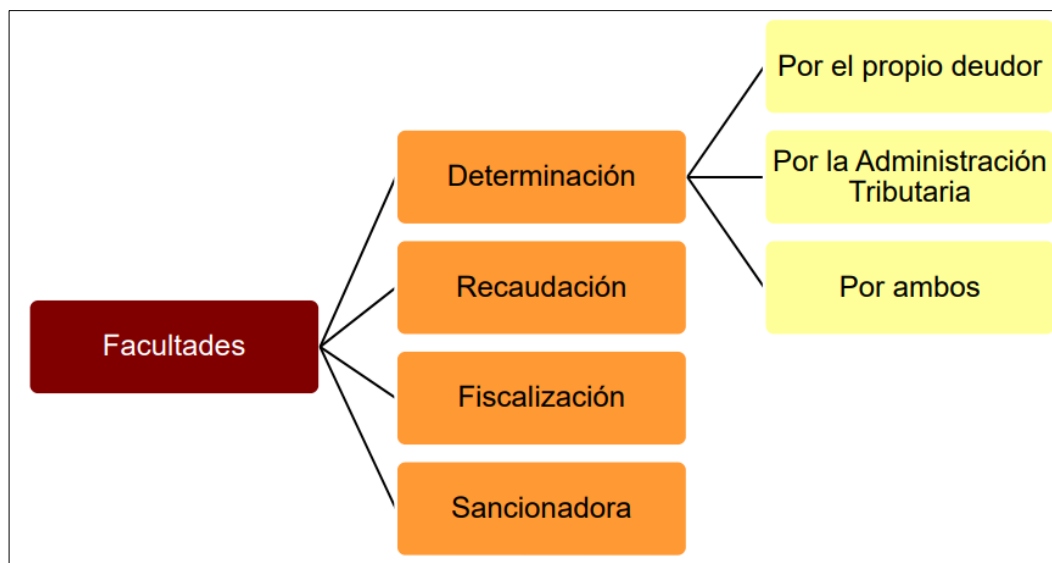 Facultades
Determinación
Recaudación
Fiscalización
Sancionadora
Por el propio deudor
Por la Administración
Tributaria
Por ambos